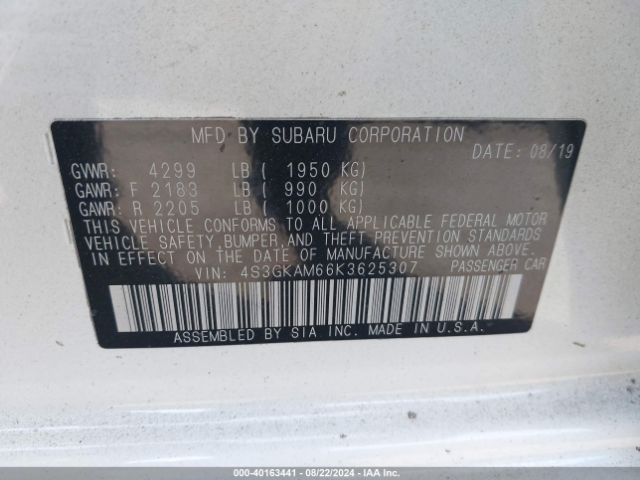 MFD BY SUBARU CORPORATION
DATE: 08/19
GVWR: 4299 LB ( 1950 KG)
GAWR: F 2183 LB ( 990 KG)
GAWR: R 2205 LB ( 1000 KG)
THIS VEHICLE CONFORMS TO ALL APPLICABLE FEDERAL MOTOR
VEHICLE SAFETY, BUMPER, AND THEFT PREVENTION STANDARDS
IN EFFECT ON THE DATE OF MANUFACTURE SHOWN ABOVE.
VIN: 4S3GKAM66K3625307 PASSENGER CAR
ASSEMBLED BY SIA INC. MADE IN U.S.A.
000-40163441 - 08/22/2024 - IAA Inc.